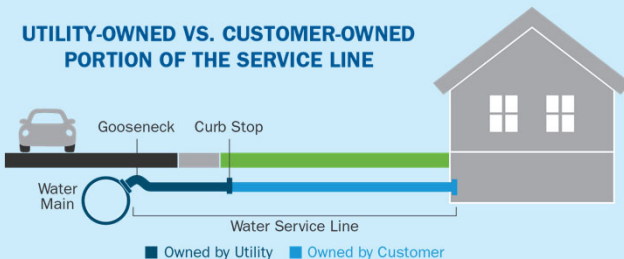 UTILITY-OWNED VS. CUSTOMER-OWNED
PORTION OF THE SERVICE LINE
Gooseneck
Curb Stop
Water
Main
Water Service Line
Owned by Utility
Owned by Customer